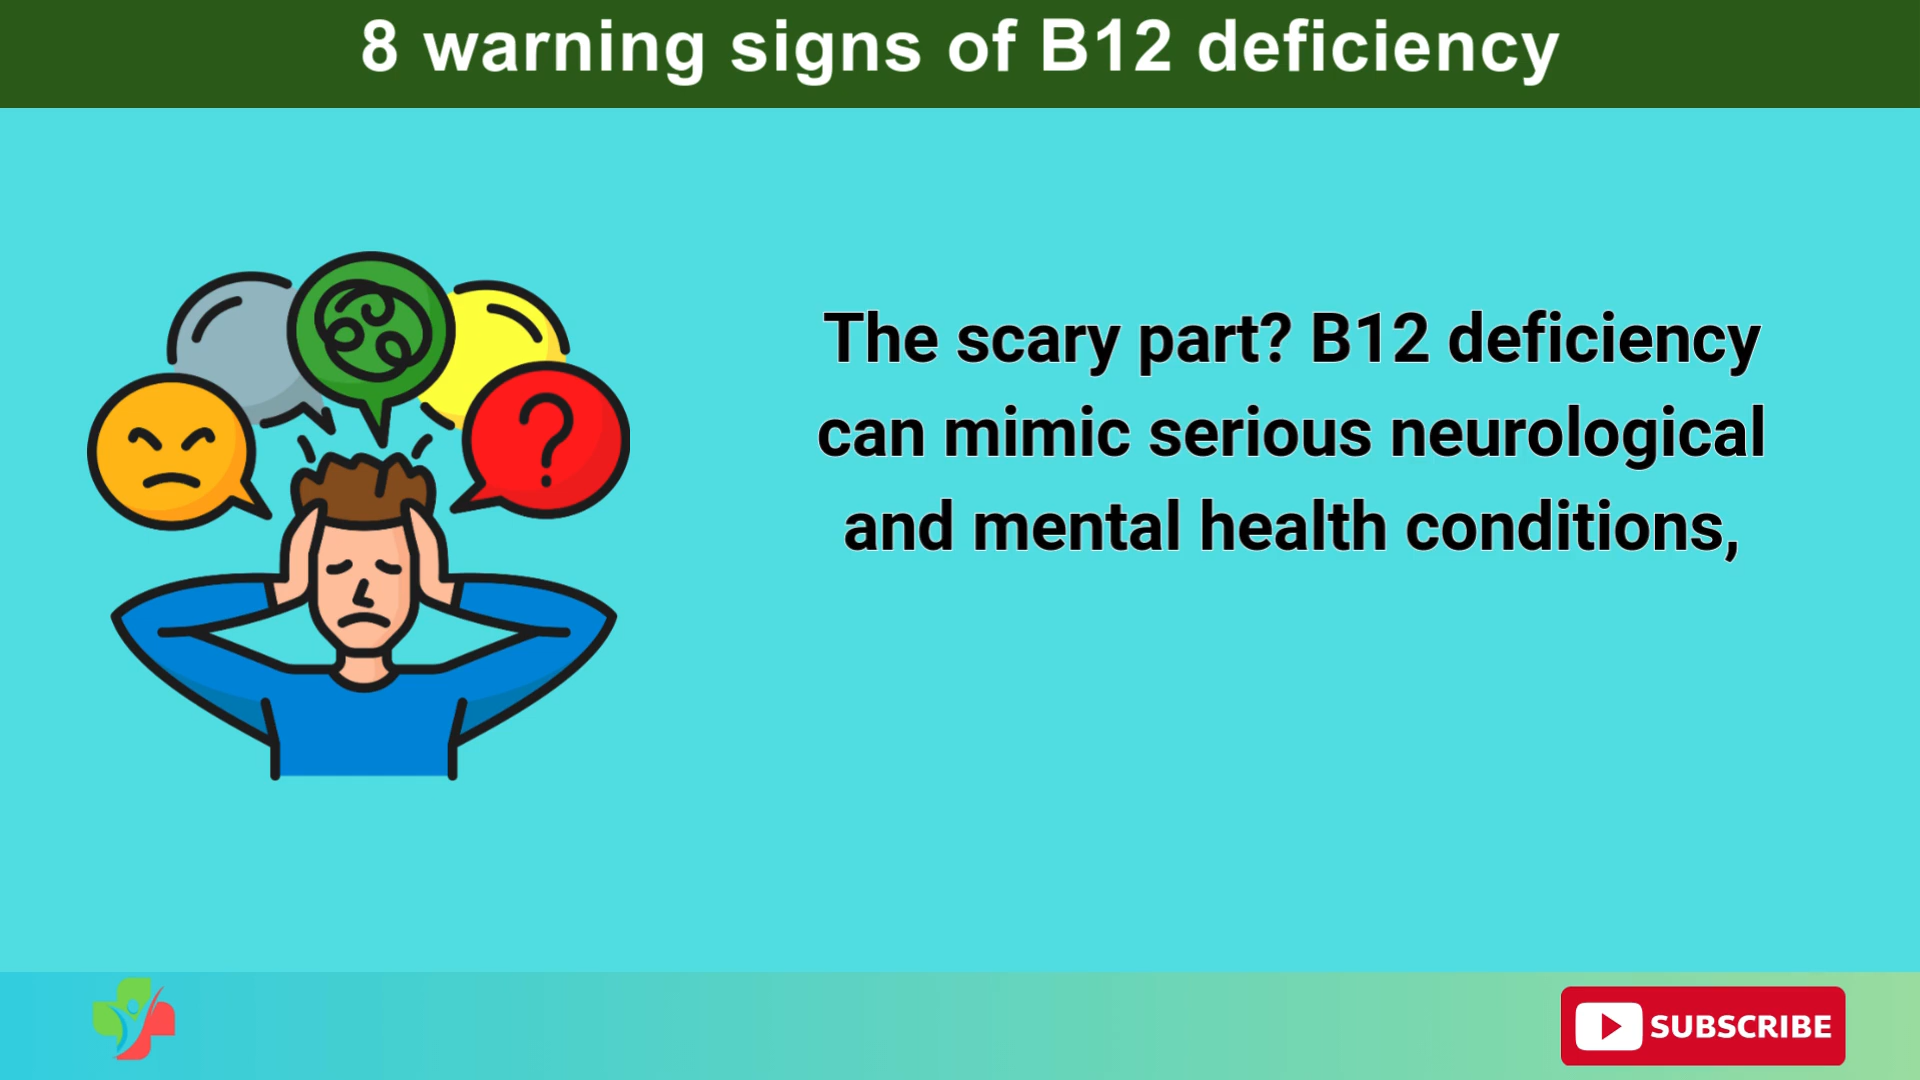 8 warning signs of B12 deficiency
The scary part? B12 deficiency
can mimic serious neurological
and mental health conditions,
?
SUBSCRIBE